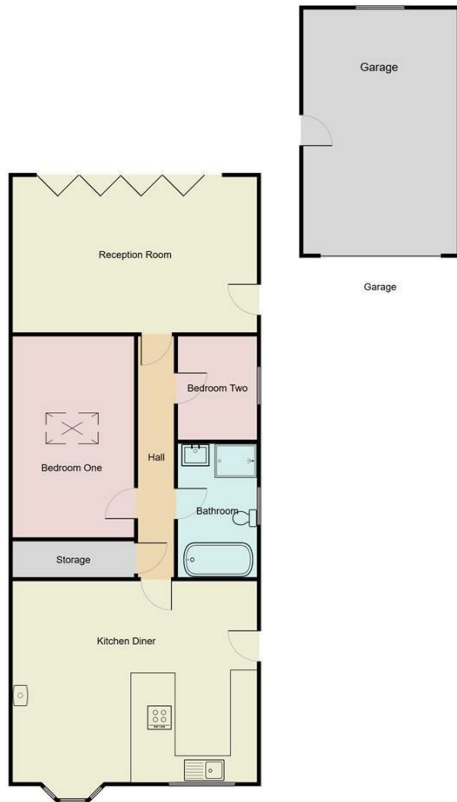 Garage
Garage
Reception Room
Bedroom Two
Hall
Bedroom One
Bathroom
Storage
Kitchen Diner